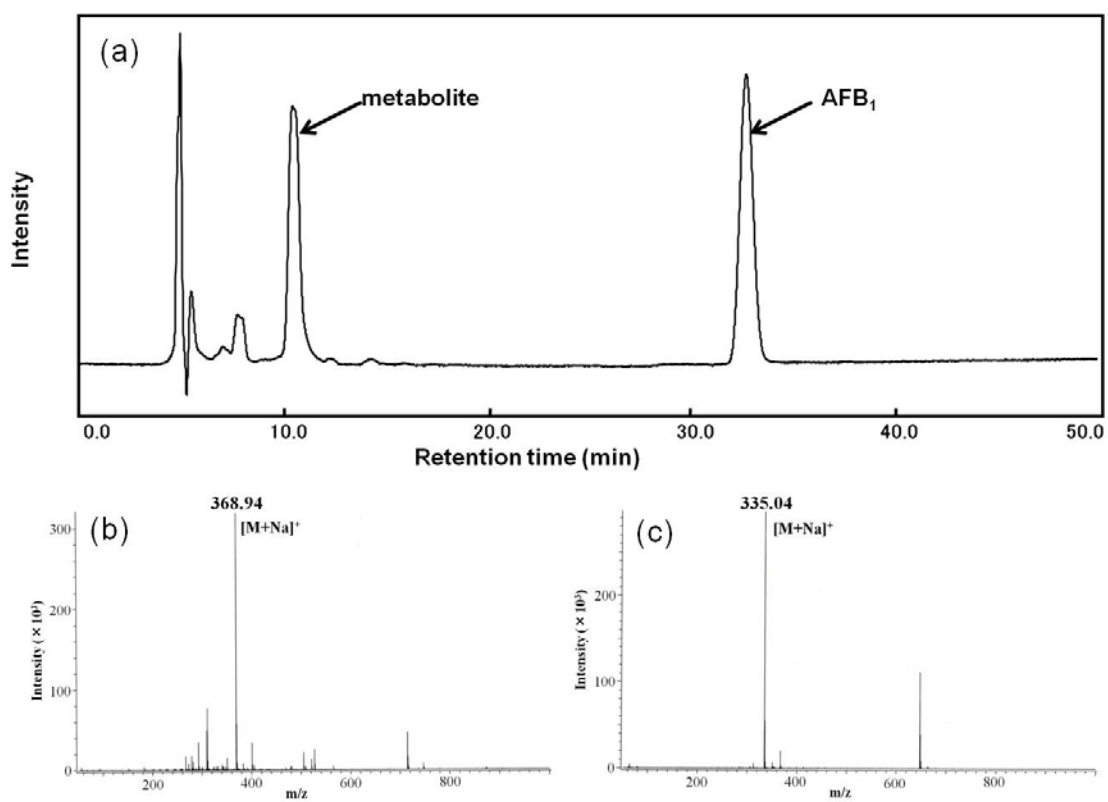 (a)
metabolite
AFB₁
Intensity
0.0 10.0 20.0 30.0 40.0 50.0
Retention time (min)
(b)
368.94
[M+Na]⁺
Intensity (× 10³)
300
200
100
0
200 400 600 800
m/z
(c)
335.04
[M+Na]⁺
Intensity (× 10³)
200
100
0
200 400 600 800
m/z